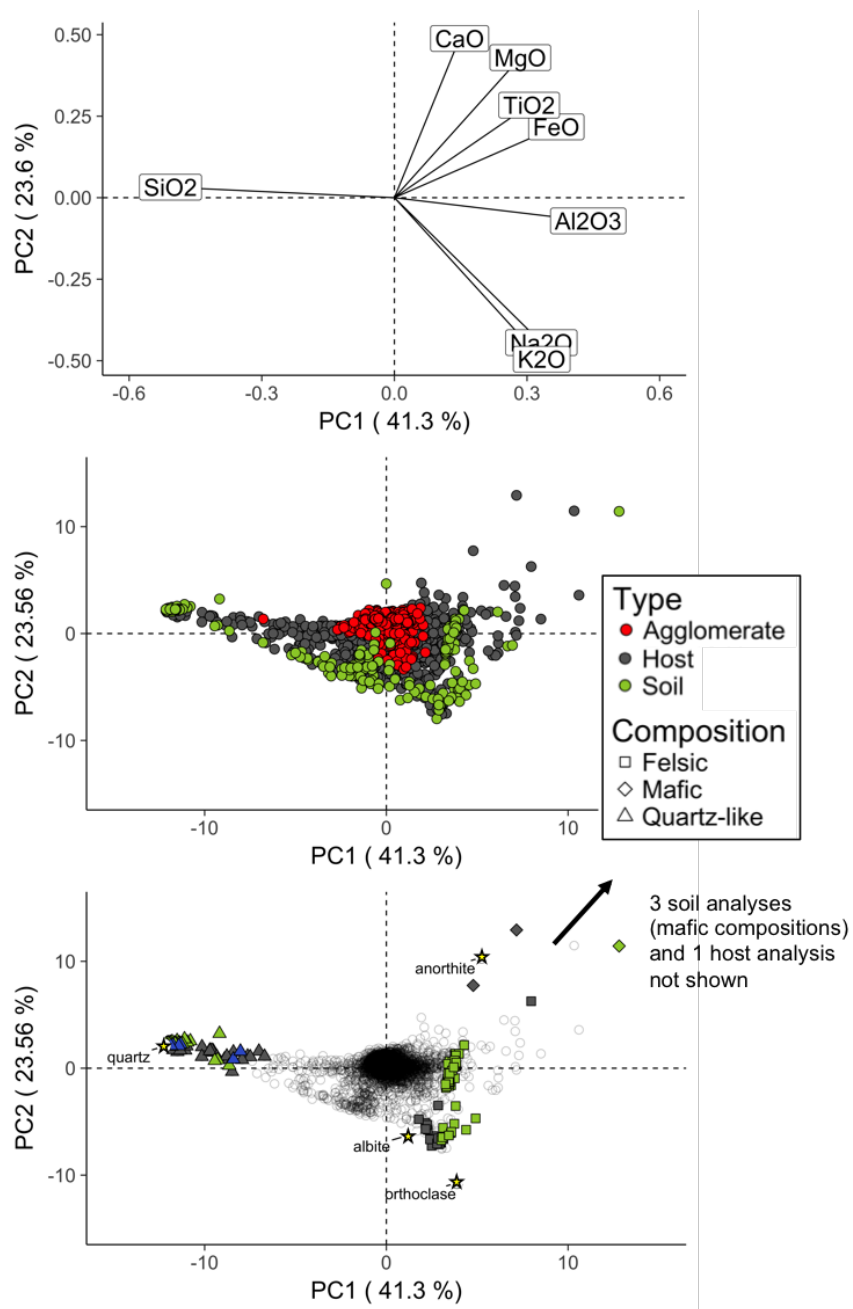 0.50
0.25
0.00
-0.25
-0.50
PC2 ( 23.6 %)
CaO
MgO
TiO2
FeO
SiO2
Al2O3
Na2O
K2O
-0.6
-0.3
0.0
0.3
0.6
PC1 ( 41.3 %)
10
0
-10
PC2 ( 23.56 %)
-10
0
10
PC1 ( 41.3 %)
Type
Agglomerate
Host
Soil
Composition
Felsic
Mafic
Quartz-like
10
0
-10
PC2 ( 23.56 %)
anorthite
quartz
albite
orthoclase
3 soil analyses
(mafic compositions)
and 1 host analysis
not shown
-10
0
10
PC1 ( 41.3 %)